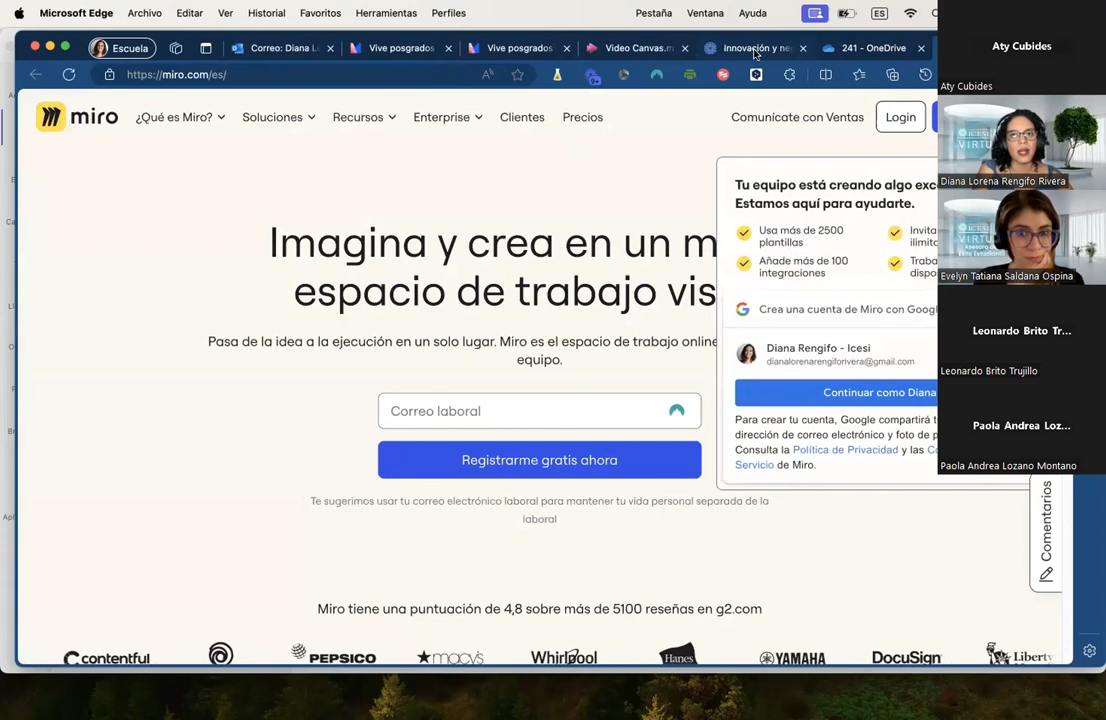 Microsoft Edge Archivo Editar Ver Historial Favoritos Herramientas Perfiles Pestaña Ventana Ayuda ES
Escuela Correo: Diana L Vive posgrados Vive posgrados Video Canvas.m Innovación y ne 241 - OneDrive
https://miro.com/es/
miro ¿Qué es Miro? Soluciones Recursos Enterprise Clientes Precios Comunícate con Ventas Login
Tu equipo está creando algo exc
Estamos aquí para ayudarte.
Usa más de 2500
plantillas
Invita
ilimita
Añade más de 100
integraciones
Traba
dispo
Crea una cuenta de Miro con Googl
Diana Rengifo - Icesi
dianalorenarengiforivera@gmail.com
Continuar como Diana
Para crear tu cuenta, Google compartirá t
dirección de correo electrónico y foto de p
Consulta la Política de Privacidad y las Co
Servicio de Miro.
Imagina y crea en un m
espacio de trabajo vis
Pasa de la idea a la ejecución en un solo lugar. Miro es el espacio de trabajo online
equipo.
Correo laboral
Registrarme gratis ahora
Te sugerimos usar tu correo electrónico laboral para mantener tu vida personal separada de la
laboral
Comentarios
Miro tiene una puntuación de 4,8 sobre más de 5100 reseñas en g2.com
contentful PEPSICO macys Whirlpool Hanes YAMAHA DocuSign Liberty
Aty Cubides
Aty Cubides
Diana Lorena Rengifo Rivera
Evelyn Tatiana Saldana Ospina
Leonardo Brito Tr...
Leonardo Brito Trujillo
Paola Andrea Loz...
Paola Andrea Lozano Montano